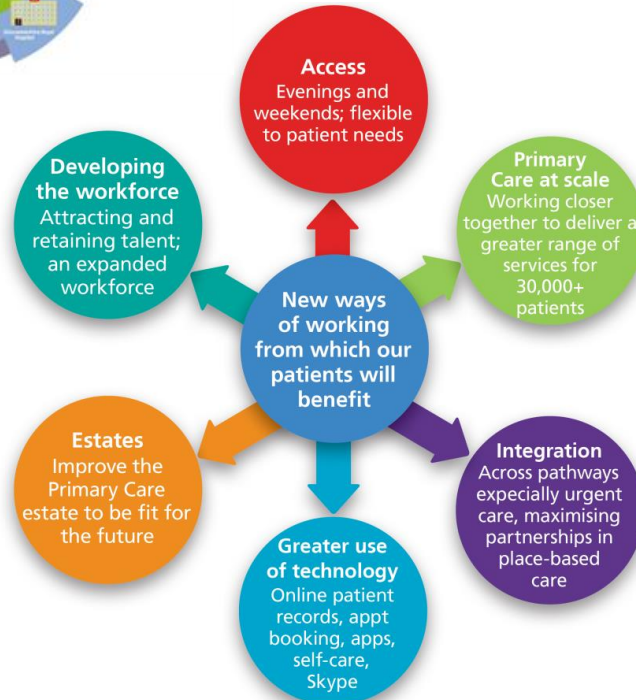 Access
Evenings and
weekends; flexible
to patient needs
Primary
Care at scale
Working closer
together to deliver a
greater range of
services for
30,000+
patients
Integration
Across pathways
expecially urgent
care, maximising
partnerships in
place-based
care
Greater use
of technology
Online patient
records, appt
booking, apps,
self-care,
Skype
Estates
Improve the
Primary Care
estate to be fit for
the future
Developing
the workforce
Attracting and
retaining talent;
an expanded
workforce
New ways
of working
from which our
patients will
benefit